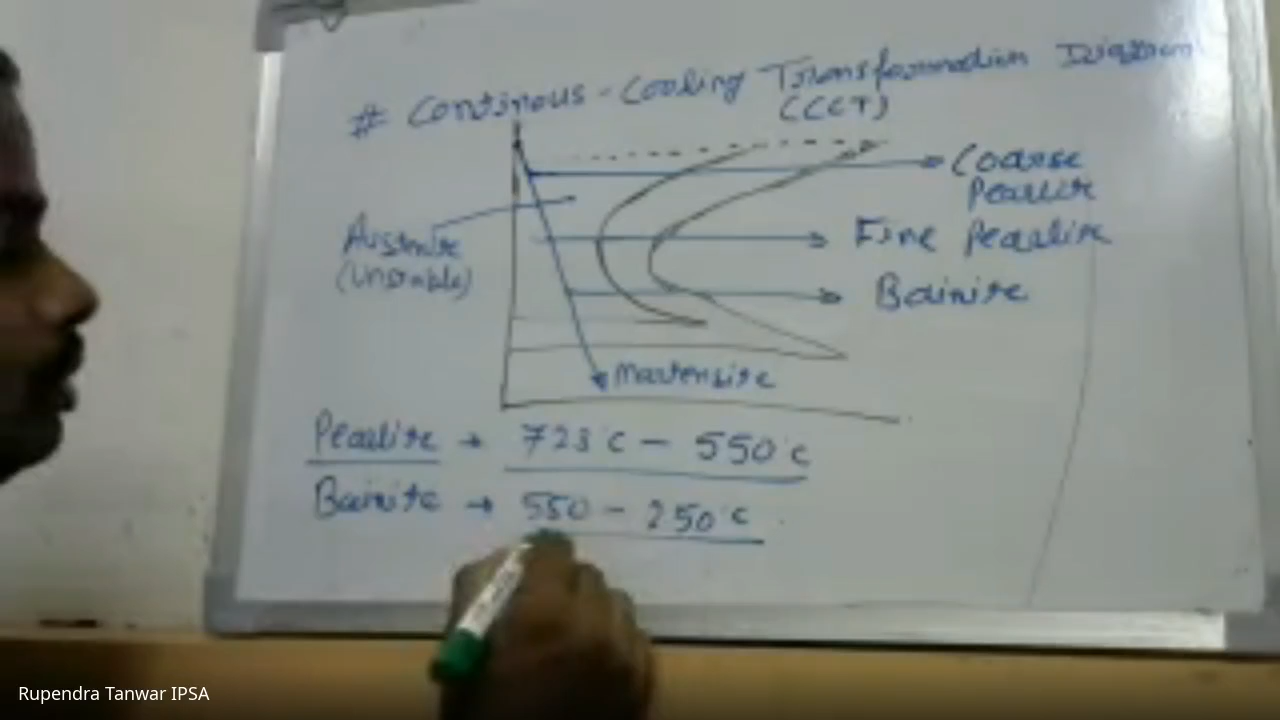 # Continous - Cooling Transformation Diagram
(CCT)
Coarse
Pearlite
Austenite
(Unstable)
Fine Pearlite
Bainite
Martensite
Pearlite → 723°C - 550°C
Bainite → 550 - 250°C
Rupendra Tanwar IPSA